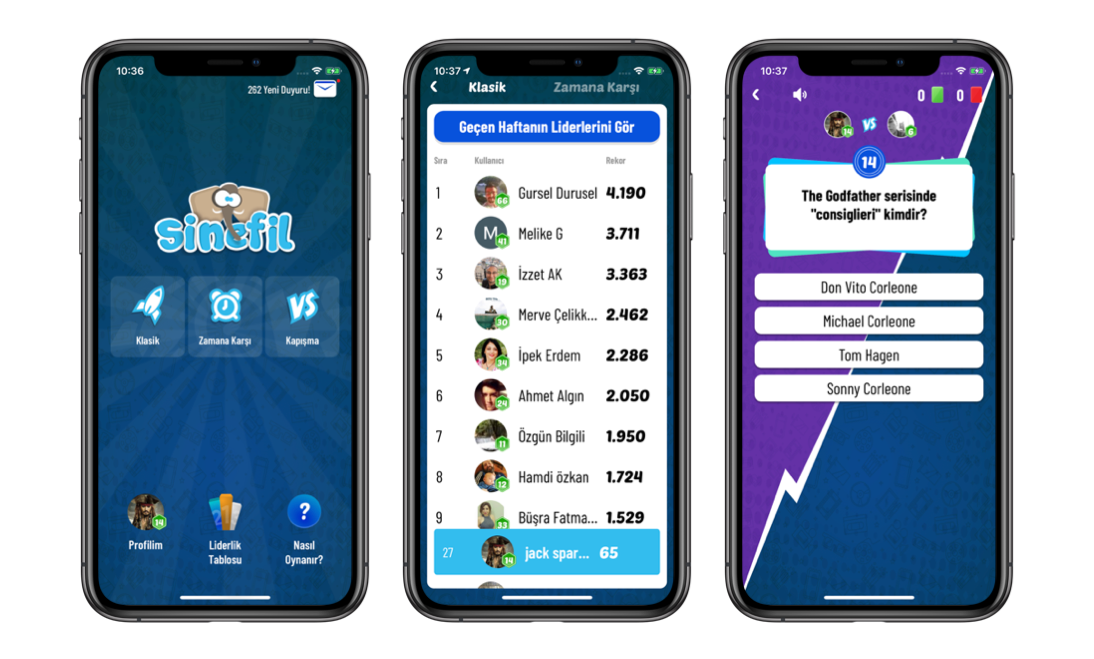 10:36
262 Yeni Duyuru!
sinefil
Klasik
Zamana Karşı
VS
Kapışma
14
Profilim
2
Liderlik
Tablosu
?
Nasıl
Oynanır?
10:37
Klasik
Zamana Karşı
Geçen Haftanın Liderlerini Gör
Sıra Kullanıcı Rekor
1 66 Gursel Durusel 4.190
2 M 41 Melike G 3.711
3 19 İzzet AK 3.363
4 30 Merve Çelikk... 2.462
5 34 İpek Erdem 2.286
6 24 Ahmet Algın 2.050
7 11 Özgün Bilgili 1.950
8 12 Hamdi özkan 1.724
9 33 Büşra Fatma... 1.529
27 14 jack spar... 65
10:37
0 0
14 VS 6
14
The Godfather serisinde
"consiglieri" kimdir?
Don Vito Corleone
Michael Corleone
Tom Hagen
Sonny Corleone